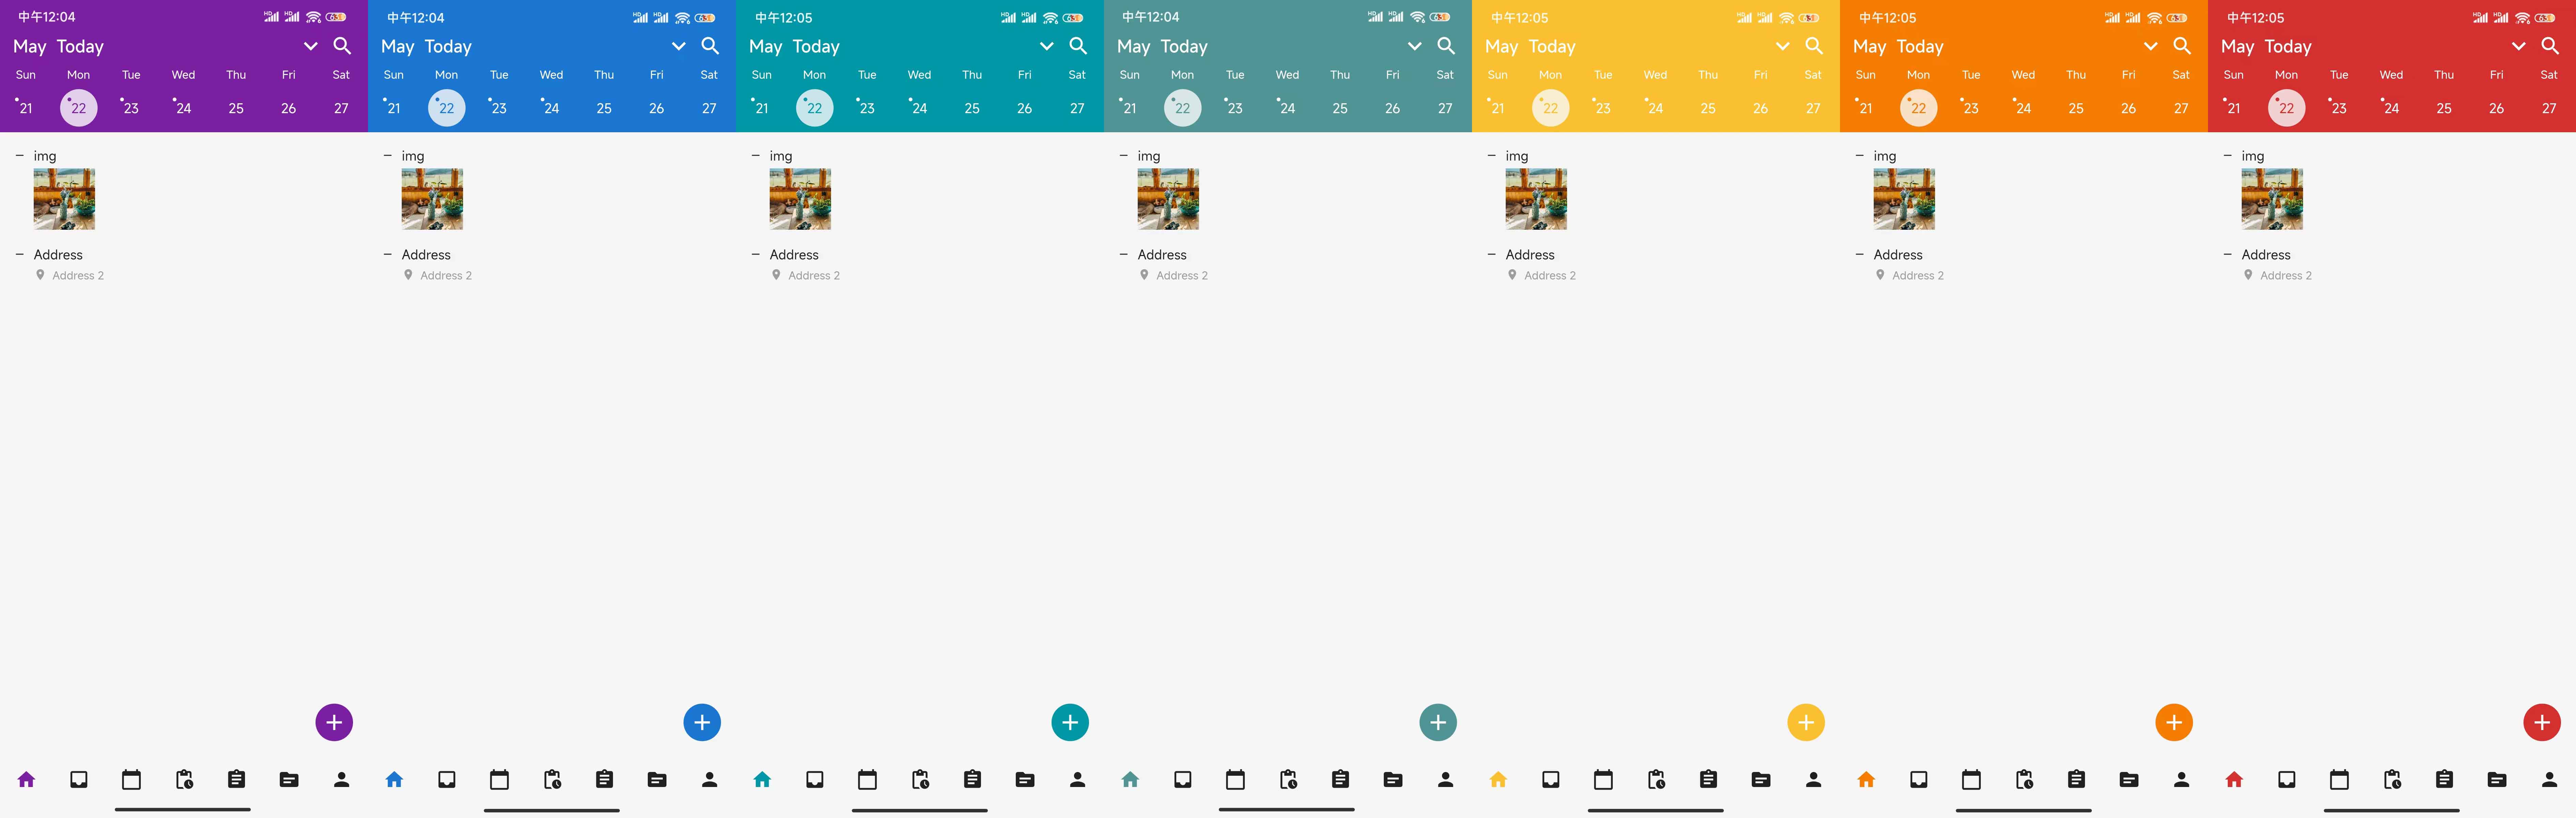 中午12:04
May Today
Sun Mon Tue Wed Thu Fri Sat
21 22 23 24 25 26 27
img
Address
Address 2
中午12:04
May Today
Sun Mon Tue Wed Thu Fri Sat
21 22 23 24 25 26 27
img
Address
Address 2
中午12:05
May Today
Sun Mon Tue Wed Thu Fri Sat
21 22 23 24 25 26 27
img
Address
Address 2
中午12:04
May Today
Sun Mon Tue Wed Thu Fri Sat
21 22 23 24 25 26 27
img
Address
Address 2
中午12:05
May Today
Sun Mon Tue Wed Thu Fri Sat
21 22 23 24 25 26 27
img
Address
Address 2
中午12:05
May Today
Sun Mon Tue Wed Thu Fri Sat
21 22 23 24 25 26 27
img
Address
Address 2
中午12:05
May Today
Sun Mon Tue Wed Thu Fri Sat
21 22 23 24 25 26 27
img
Address
Address 2